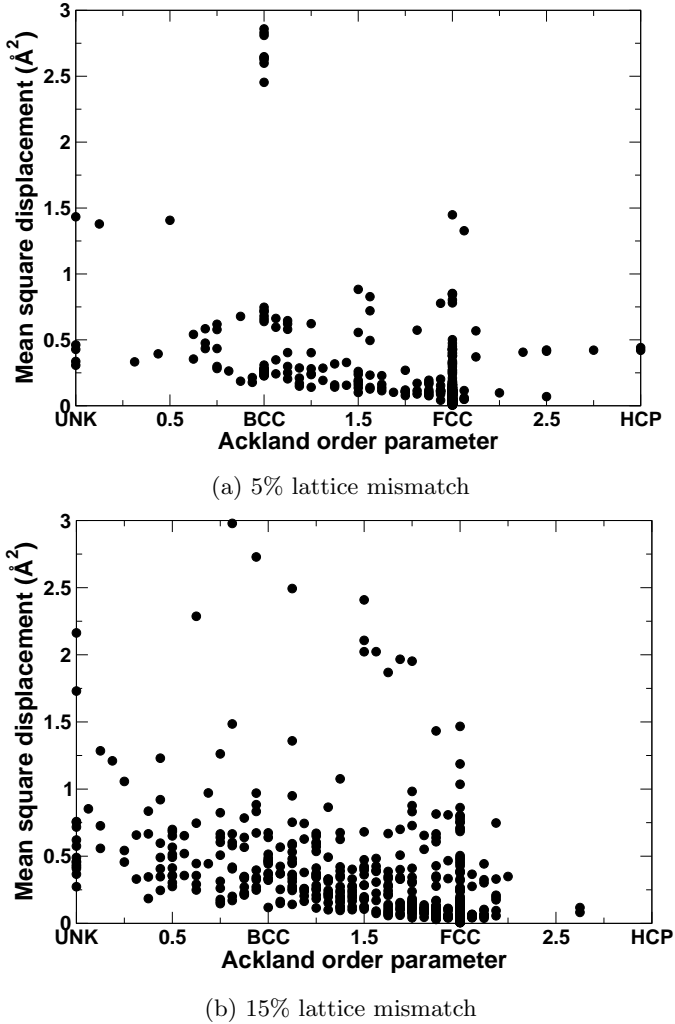 3
2.5
2
1.5
1
0.5
0
Mean square displacement (Å2)
UNK 0.5 BCC 1.5 FCC 2.5 HCP
Ackland order parameter
(a) 5% lattice mismatch
3
2.5
2
1.5
1
0.5
0
Mean square displacement (Å2)
UNK 0.5 BCC 1.5 FCC 2.5 HCP
Ackland order parameter
(b) 15% lattice mismatch